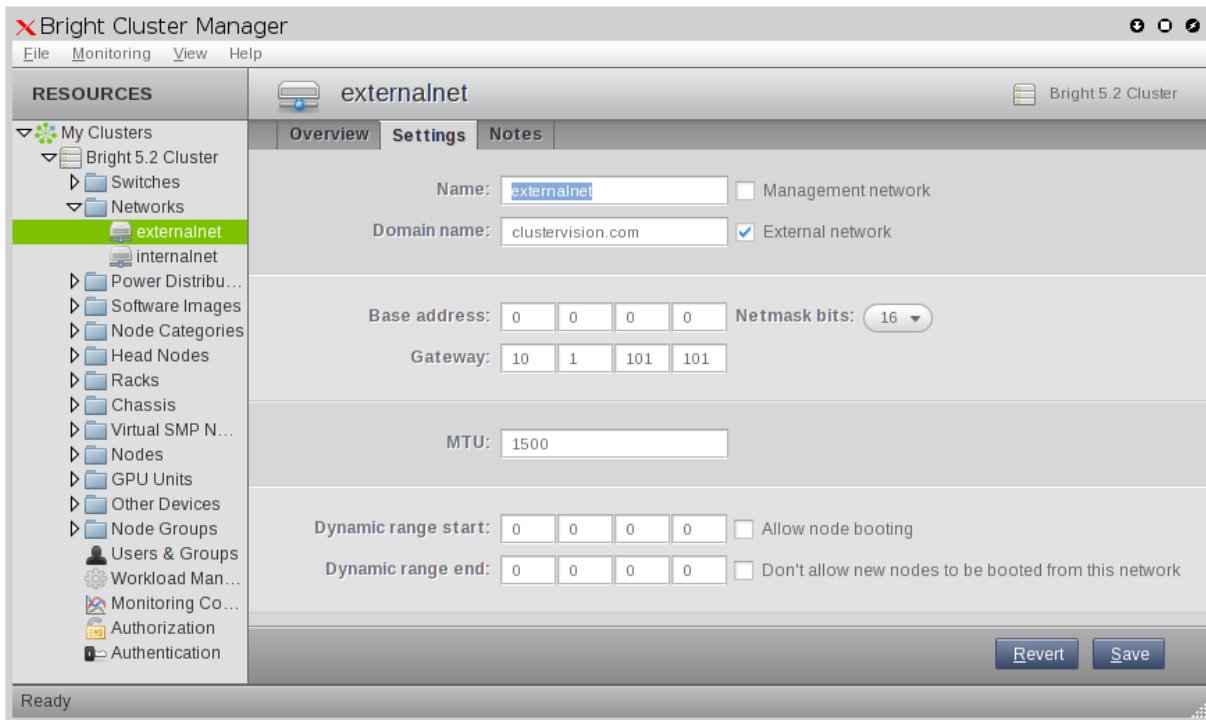 Bright Cluster Manager
File Monitoring View Help
RESOURCES
externalnet
Bright 5.2 Cluster
My Clusters
Bright 5.2 Cluster
Switches
Networks
externalnet
internalnet
Power Distribu...
Software Images
Node Categories
Head Nodes
Racks
Chassis
Virtual SMP N...
Nodes
GPU Units
Other Devices
Node Groups
Users & Groups
Workload Man...
Monitoring Co...
Authorization
Authentication
Overview Settings Notes
Name: externalnet Management network
Domain name: clustervision.com External network
Base address: 0 0 0 0 Netmask bits: 16
Gateway: 10 1 101 101
MTU: 1500
Dynamic range start: 0 0 0 0 Allow node booting
Dynamic range end: 0 0 0 0 Don't allow new nodes to be booted from this network
Revert Save
Ready